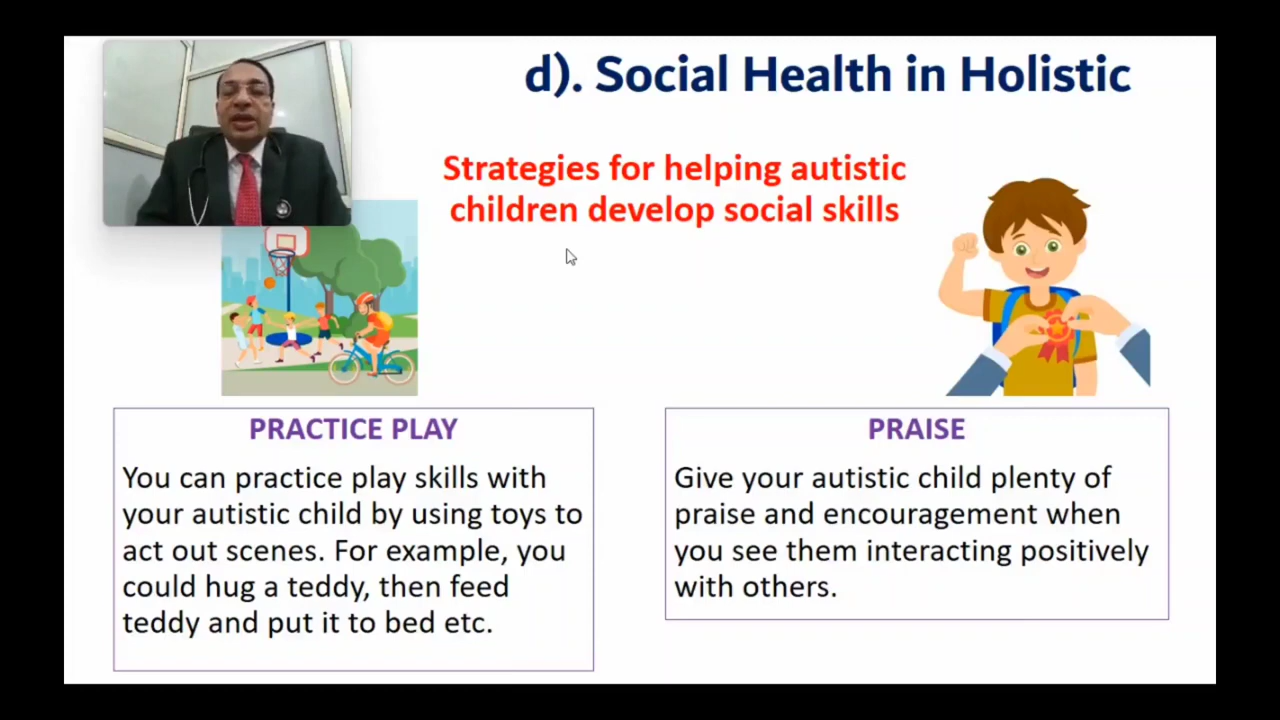 d). Social Health in Holistic
Strategies for helping autistic
children develop social skills
PRACTICE PLAY
You can practice play skills with
your autistic child by using toys to
act out scenes. For example, you
could hug a teddy, then feed
teddy and put it to bed etc.
PRAISE
Give your autistic child plenty of
praise and encouragement when
you see them interacting positively
with others.